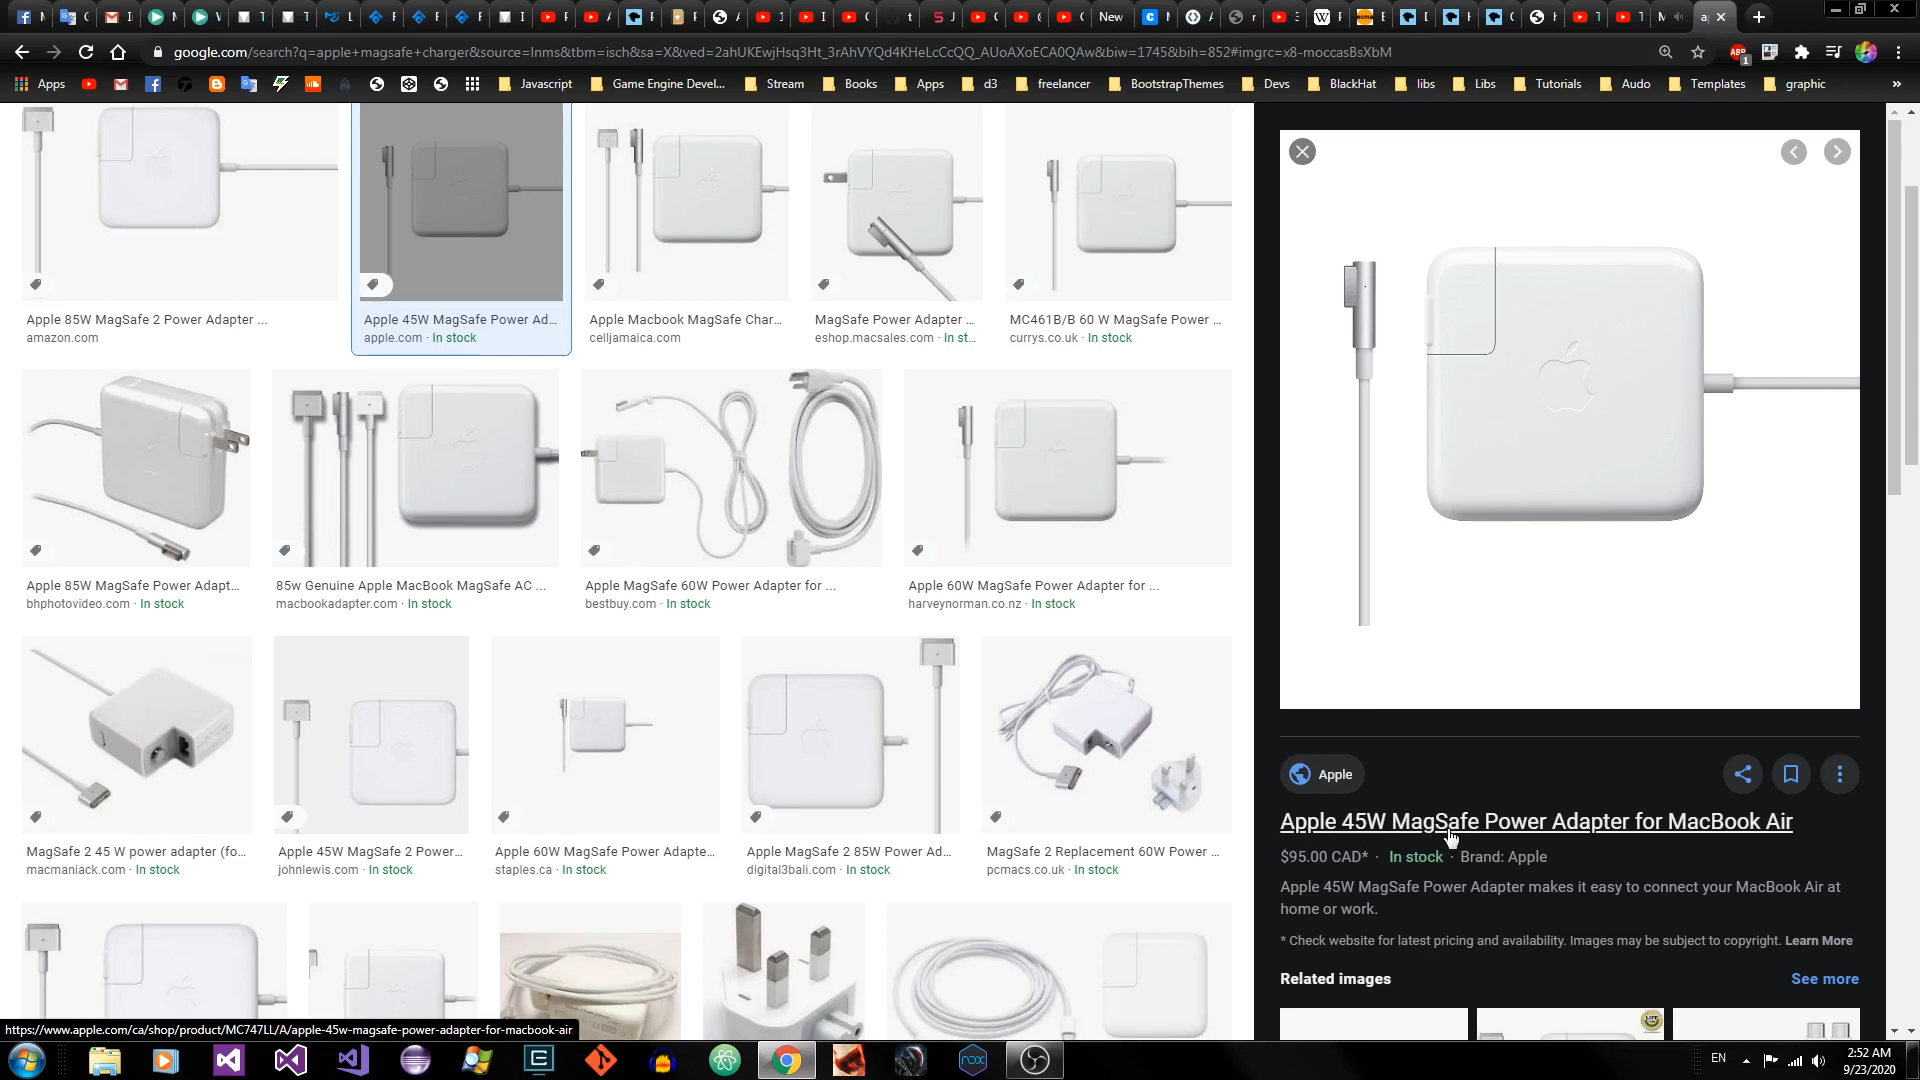 M
G
M
Ii
M
V
T
T
L
F
F
F
I
F
A
F
A
1
I
C
t
J
C
C
C
New
M
A
r
3
W
F
E
H
C
S
T
T
M
a
google.com/search?q=apple+magsafe+charger&source=lnms&tbm=isch&sa=X&ved=2ahUKEwjHsq3Ht_3rAhVYQd4KHeLcCcQQ_AUoAXoECA0QAw&biw=1745&bih=852#imgrc=x8-moccasBsXbM
1
Apps
Javascript
Game Engine Devel...
Stream
Books
Apps
d3
freelancer
BootstrapThemes
Devs
BlackHat
libs
Libs
Tutorials
Audo
Templates
graphic
»
Apple 85W MagSafe 2 Power Adapter ...
amazon.com
Apple 45W MagSafe Power Ad...
apple.com · In stock
Apple Macbook MagSafe Char...
celljamaica.com
MagSafe Power Adapter ...
eshop.macsales.com · In st...
MC461B/B 60 W MagSafe Power ...
currys.co.uk · In stock
Apple 85W MagSafe Power Adapt...
bhphotovideo.com · In stock
85w Genuine Apple MacBook MagSafe AC ...
macbookadapter.com · In stock
Apple MagSafe 60W Power Adapter for ...
bestbuy.com · In stock
Apple 60W MagSafe Power Adapter for ...
harveynorman.co.nz · In stock
MagSafe 2 45 W power adapter (fo...
macmaniack.com · In stock
Apple 45W MagSafe 2 Power...
johnlewis.com · In stock
Apple 60W MagSafe Power Adapte...
staples.ca · In stock
Apple MagSafe 2 85W Power Ad...
digital3bali.com · In stock
MagSafe 2 Replacement 60W Power ...
pcmacs.co.uk · In stock
Apple
Apple 45W MagSafe Power Adapter for MacBook Air
$95.00 CAD* · In stock · Brand: Apple
Apple 45W MagSafe Power Adapter makes it easy to connect your MacBook Air at
home or work.
* Check website for latest pricing and availability. Images may be subject to copyright. Learn More
Related images
See more
https://www.apple.com/ca/shop/product/MC747LL/A/apple-45w-magsafe-power-adapter-for-macbook-air
nox
EN
2:52 AM
9/23/2020